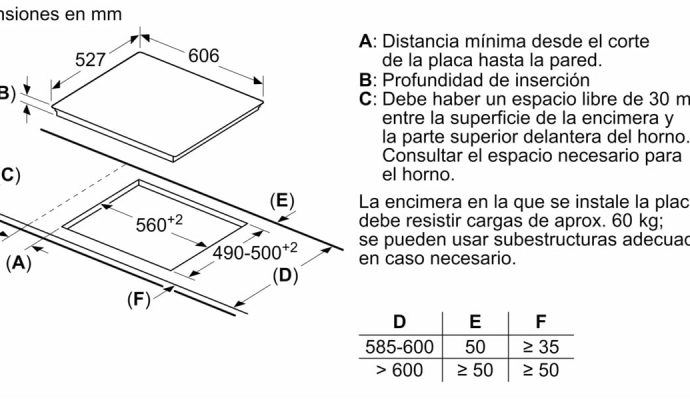 nsiones en mm
527
606
B)
C)
(E)
560+2
490-500+2
(A)
(D)
(F)
A: Distancia mínima desde el corte
de la placa hasta la pared.
B: Profundidad de inserción
C: Debe haber un espacio libre de 30 m
entre la superficie de la encimera y
la parte superior delantera del horno.
Consultar el espacio necesario para
el horno.
La encimera en la que se instale la plac
debe resistir cargas de aprox. 60 kg;
se pueden usar subestructuras adecuad
en caso necesario.
D E F
585-600 50 ≥ 35
> 600 ≥ 50 ≥ 50